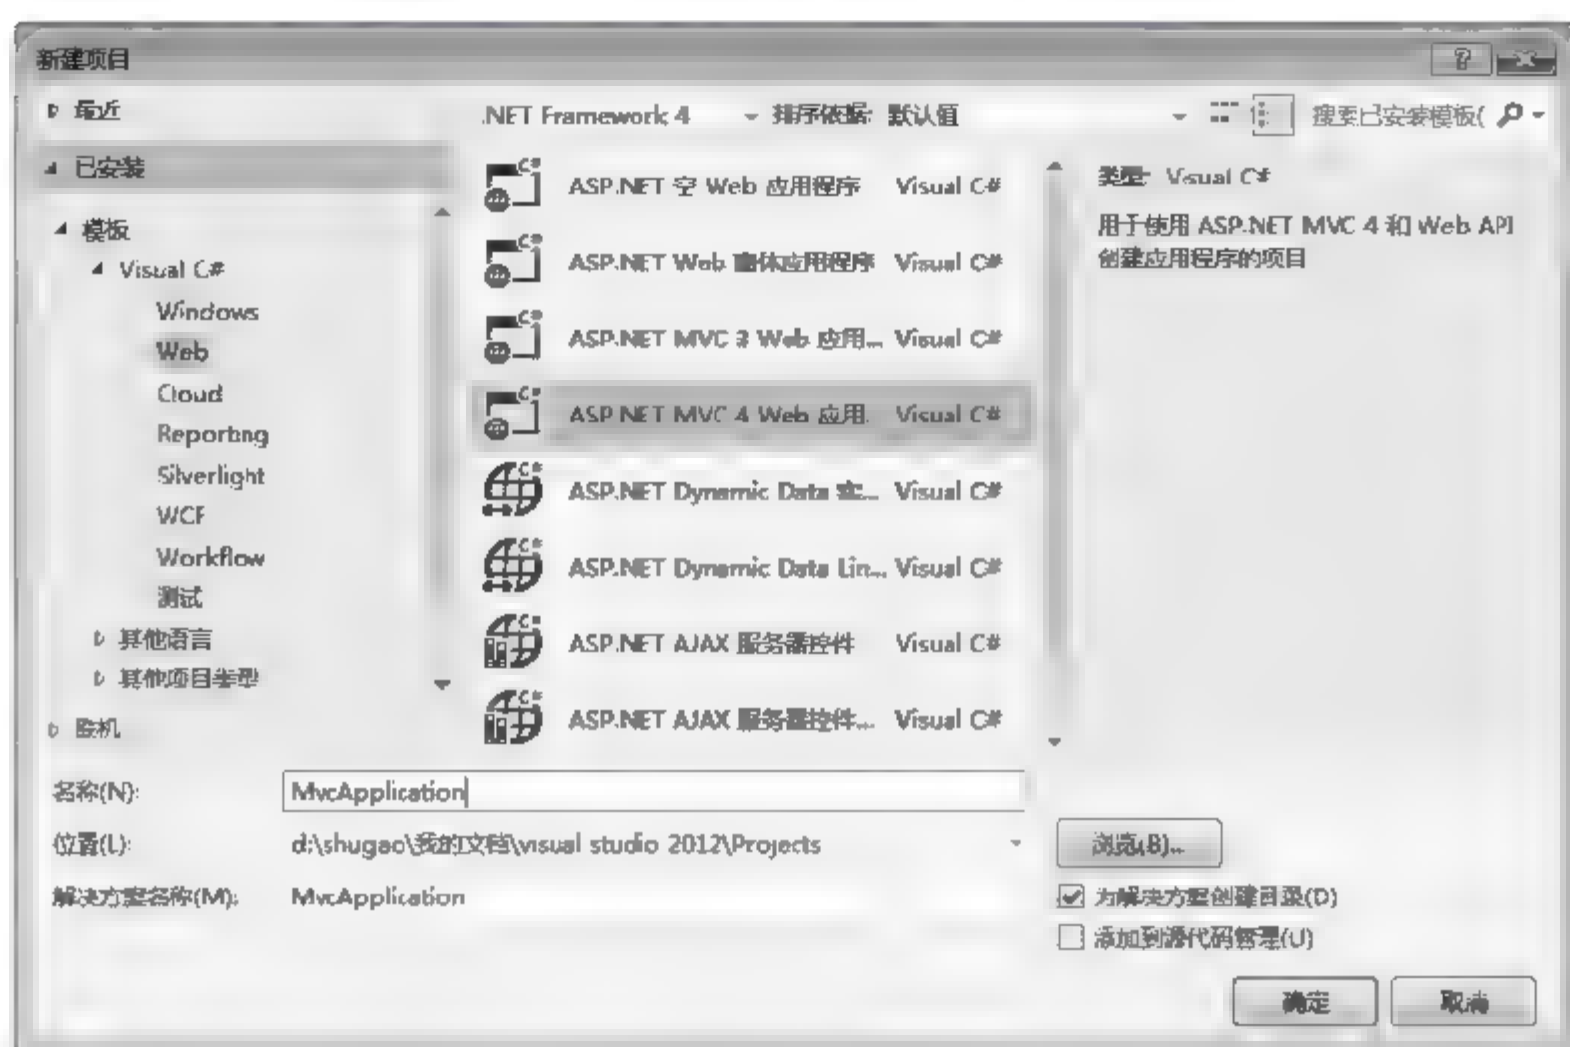 新建项目
最近
.NET Framework 4 排序依据: 默认值 搜索已安装模板(
已安装
模板
Visual C#
Windows
Web
Cloud
Reporting
Silverlight
WCF
Workflow
测试
其他语言
其他项目类型
联机
ASP.NET 空 Web 应用程序 Visual C#
ASP.NET Web 窗体应用程序 Visual C#
ASP.NET MVC 3 Web 应用... Visual C#
ASP.NET MVC 4 Web 应用... Visual C#
ASP.NET Dynamic Data 实... Visual C#
ASP.NET Dynamic Data Lin... Visual C#
ASP.NET AJAX 服务器控件 Visual C#
ASP.NET AJAX 服务器控件... Visual C#
类型: Visual C#
用于使用 ASP.NET MVC 4 和 Web API
创建应用程序的项目
名称(N): MvcApplication
位置(L): d:\shugao\我的文档\visual studio 2012\Projects 浏览(B)...
解决方案名称(M): MvcApplication
为解决方案创建目录(D)
添加到源代码管理(U)
确定 取消